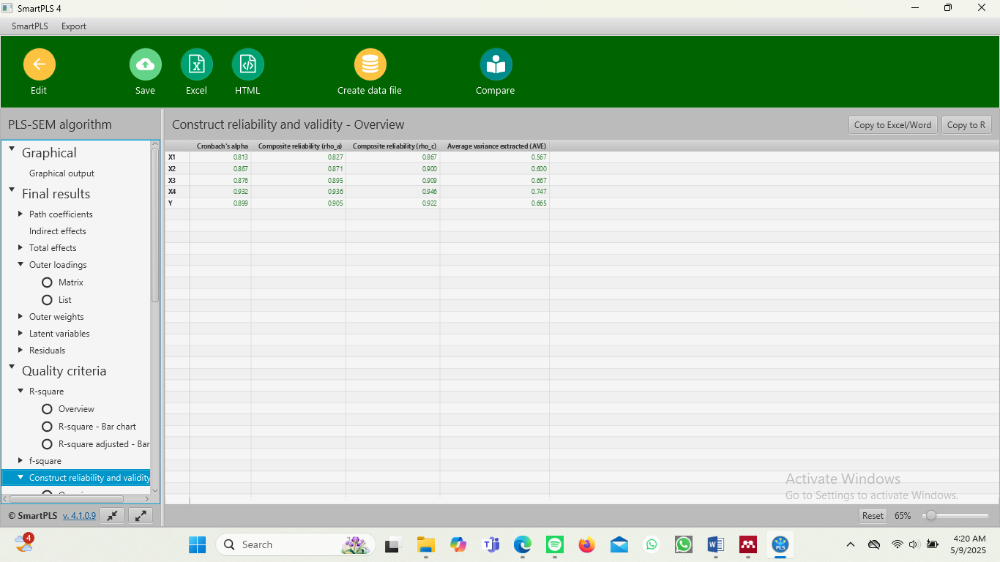 SmartPLS 4
SmartPLS Export
Edit Save Excel HTML Create data file Compare
PLS-SEM algorithm
Construct reliability and validity - Overview
Copy to Excel/Word Copy to R
Graphical
Graphical output
Final results
Path coefficients
Indirect effects
Total effects
Outer loadings
Matrix
List
Outer weights
Latent variables
Residuals
Quality criteria
R-square
Overview
R-square - Bar chart
R-square adjusted - Bar
f-square
Construct reliability and validity
Cronbach's alpha Composite reliability (rho_a) Composite reliability (rho_c) Average variance extracted (AVE)
X1 0.813 0.827 0.867 0.567
X2 0.867 0.871 0.900 0.600
X3 0.876 0.895 0.909 0.667
X4 0.932 0.936 0.946 0.747
Y 0.899 0.905 0.922 0.665
Activate Windows
Go to Settings to activate Windows.
© SmartPLS v. 4.1.0.9
Reset 65%
4
Search
PLS
4:20 AM
5/9/2025